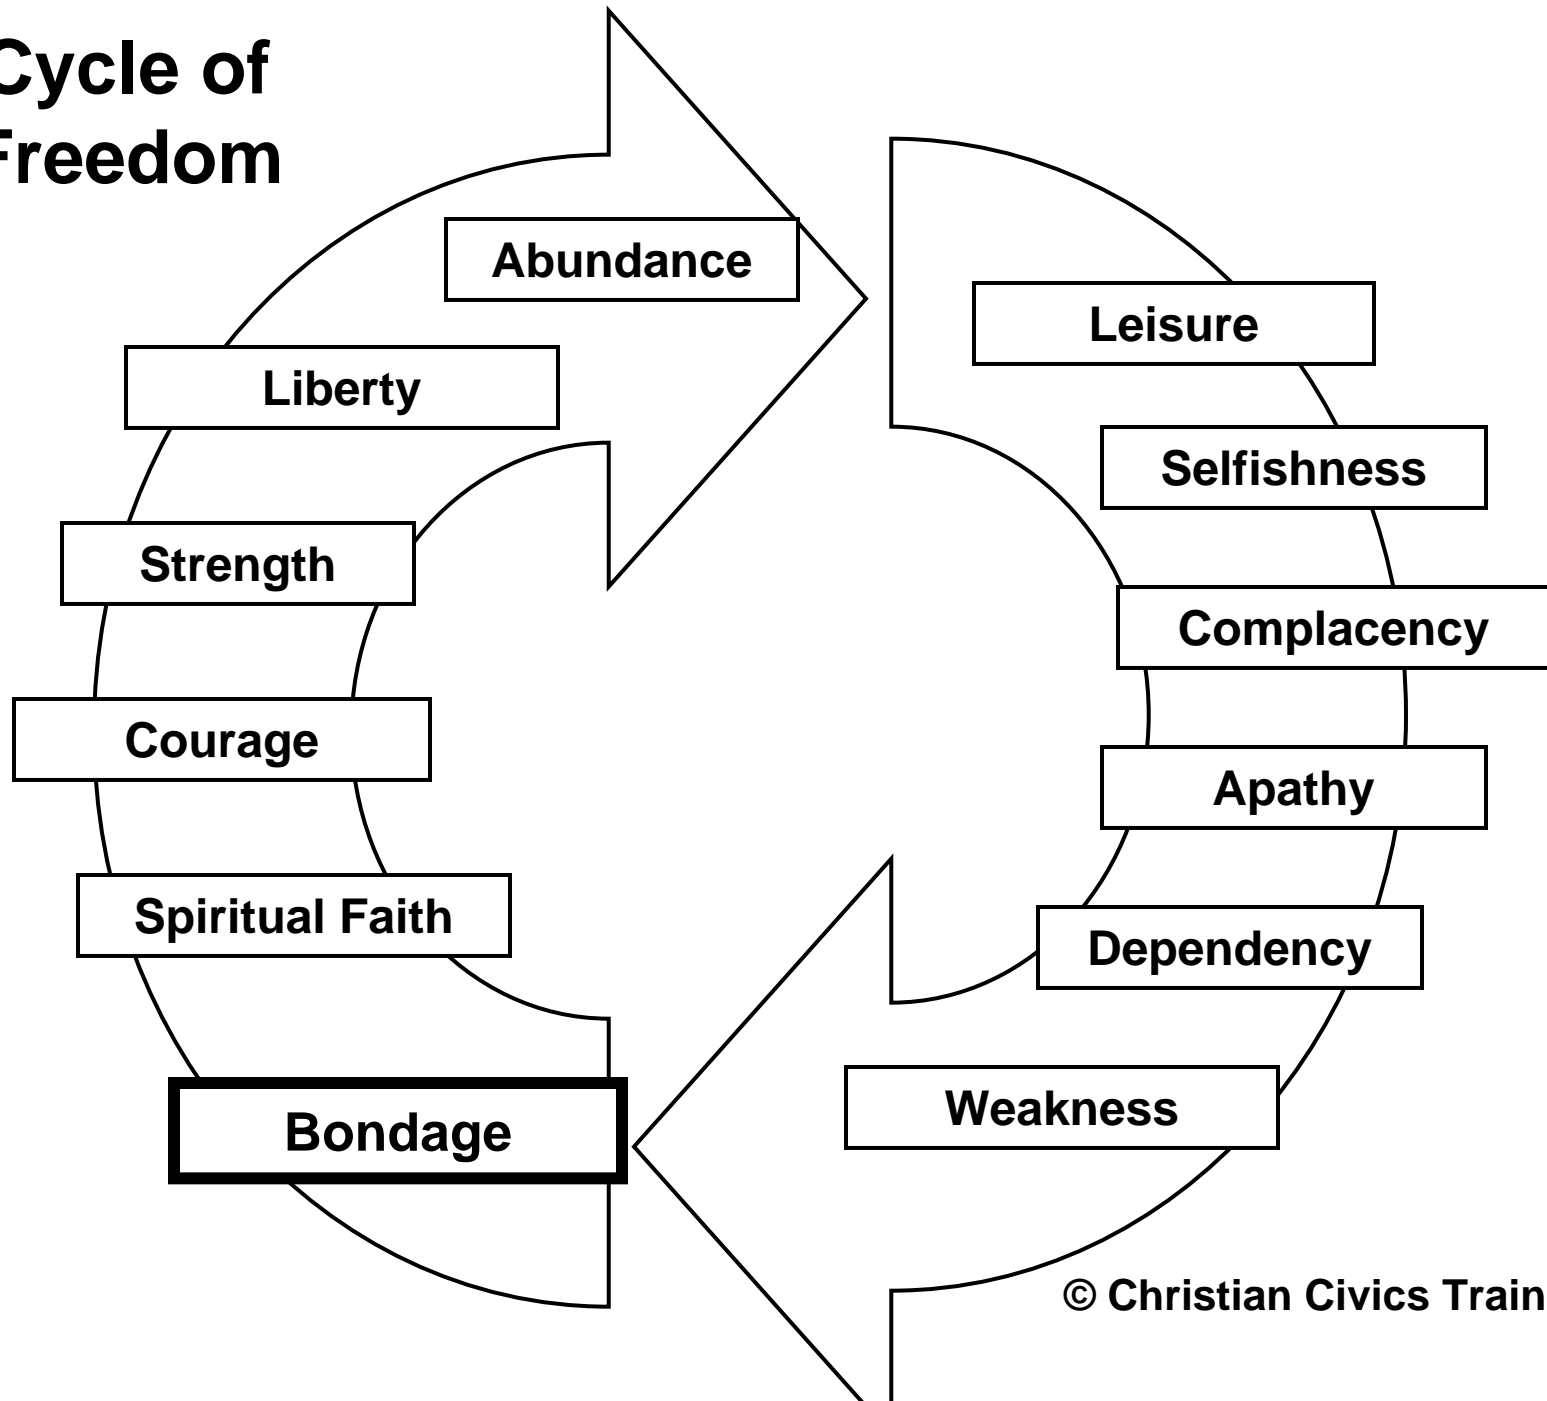 Cycle of
Freedom
Abundance
Leisure
Liberty
Selfishness
Strength
Complacency
Courage
Apathy
Spiritual Faith
Dependency
Bondage
Weakness
© Christian Civics Train